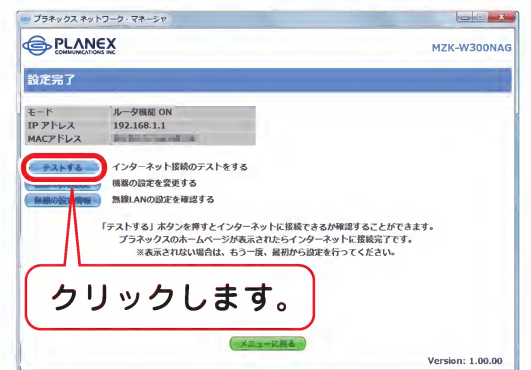 プラネックス ネットワーク・マネージャ
PLANEX
COMMUNICATIONS INC
MZK-W300NAG
設定完了
モード ルータ機能 ON
IP アドレス 192.168.1.1
MACアドレス
テストする インターネット接続のテストをする
機器の設定を変更する
無線の設定情報 無線LANの設定を確認する
「テストする」ボタンを押すとインターネットに接続できるか確認することができます。
プラネックスのホームページが表示されたらインターネットに接続完了です。
※表示されない場合は、もう一度、最初から設定を行ってください。
クリックします。
メニューに戻る
Version: 1.00.00